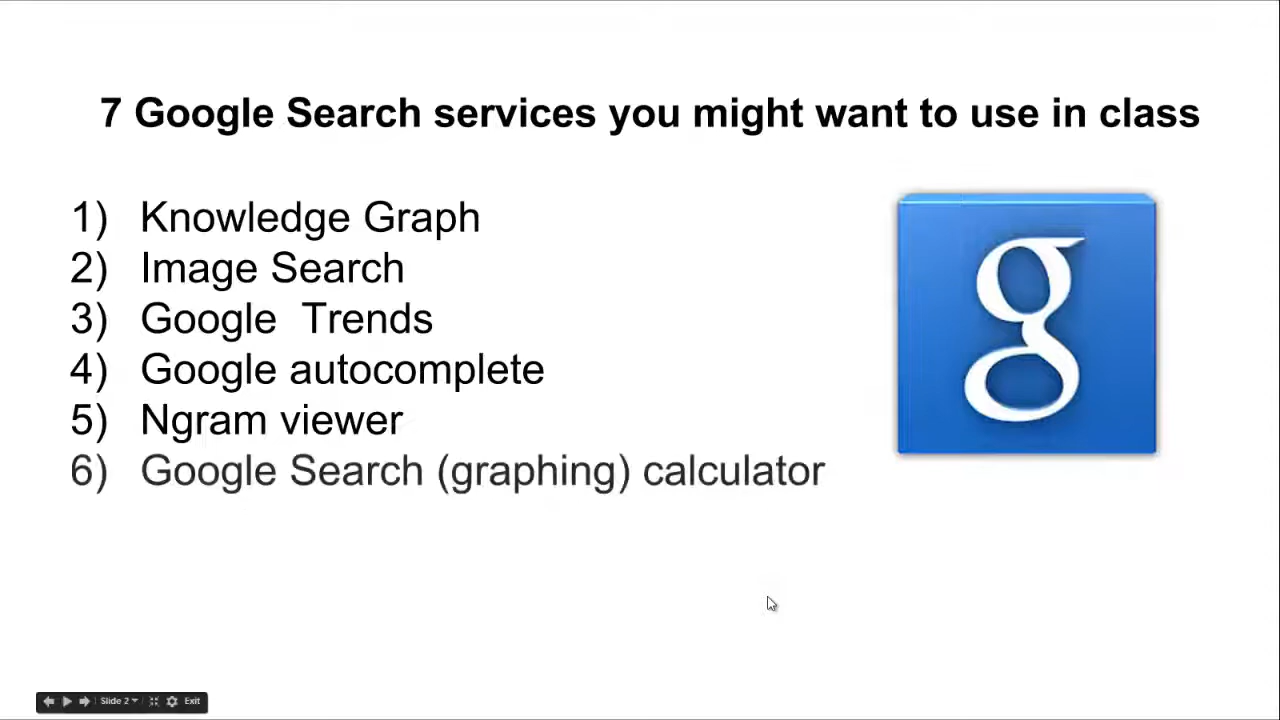 7 Google Search services you might want to use in class
1) Knowledge Graph
2) Image Search
3) Google  Trends
4) Google autocomplete
5) Ngram viewer
6) Google Search (graphing) calculator
g
Slide 2 Exit